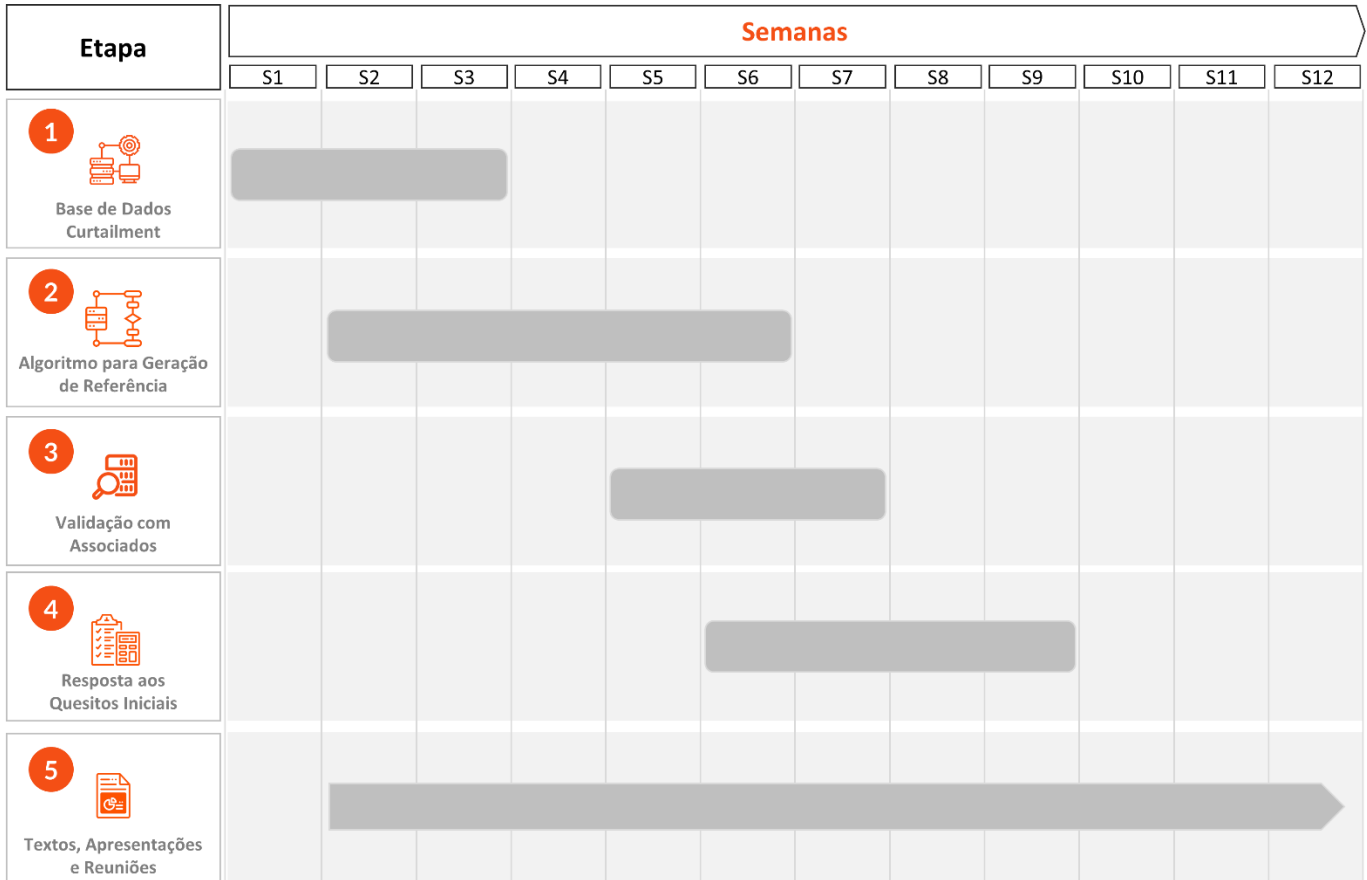 Etapa
Semanas
S1 S2 S3 S4 S5 S6 S7 S8 S9 S10 S11 S12
1
Base de Dados
Curtailment
2
Algoritmo para Geração
de Referência
3
Validação com
Associados
4
Resposta aos
Quesitos Iniciais
5
Textos, Apresentações
e Reuniões